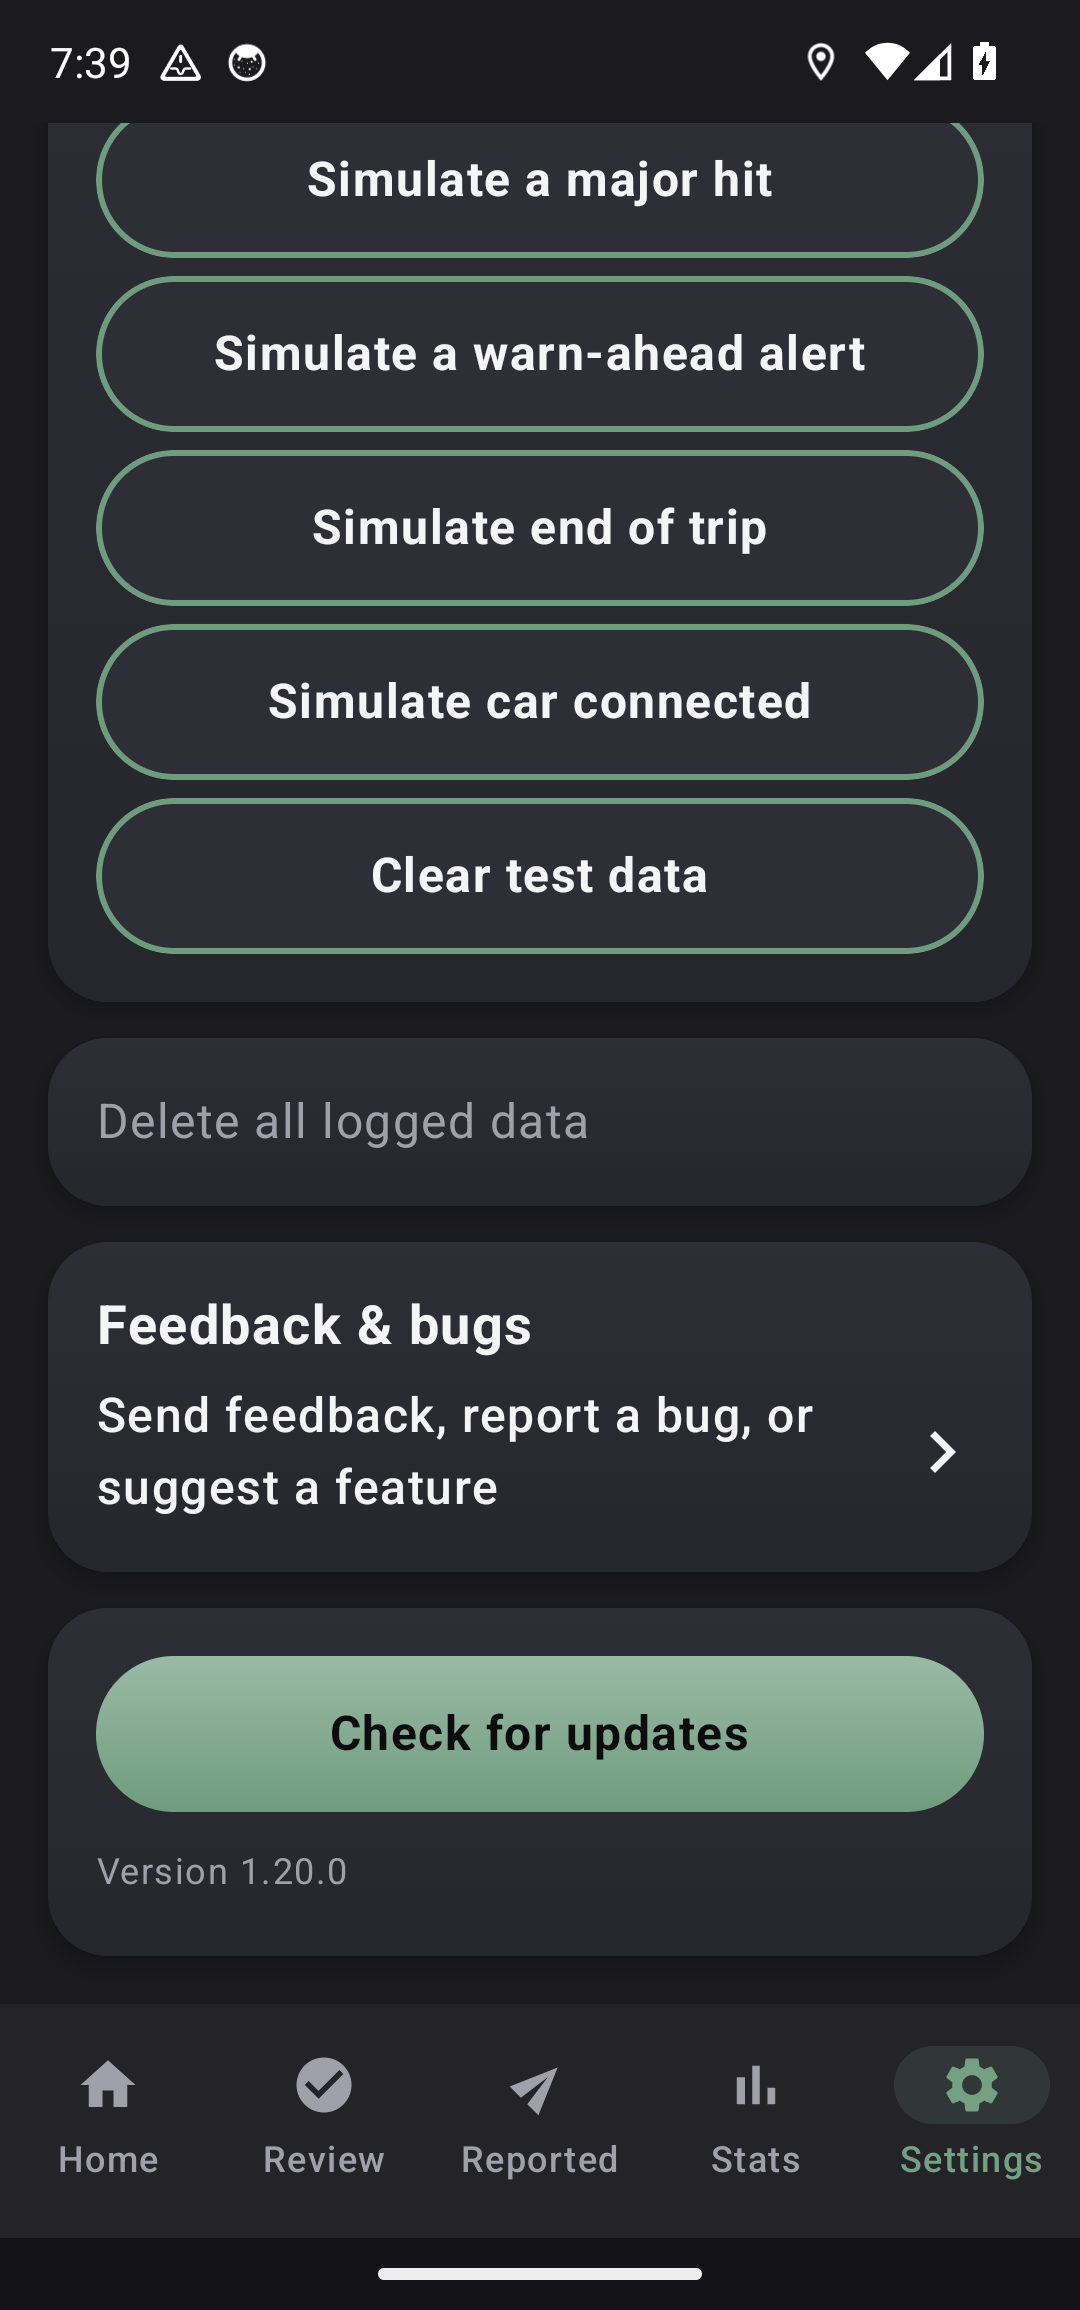 7:39
Simulate a major hit
Simulate a warn-ahead alert
Simulate end of trip
Simulate car connected
Clear test data
Delete all logged data
Feedback & bugs
Send feedback, report a bug, or
suggest a feature
Check for updates
Version 1.20.0
Home
Review
Reported
Stats
Settings